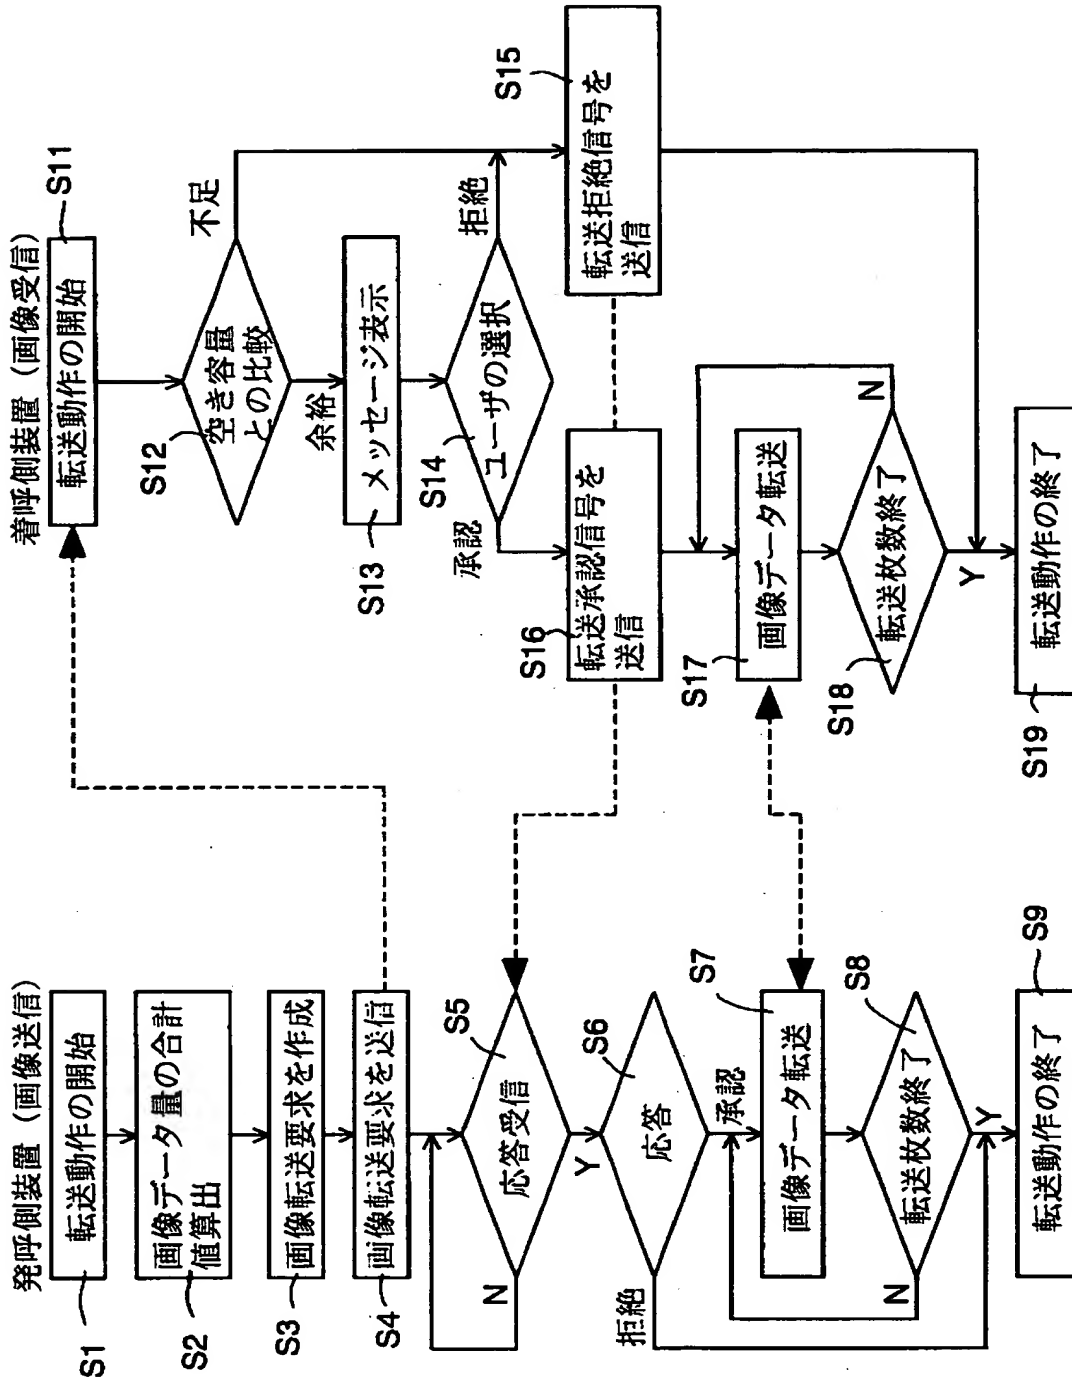 発呼側装置（画像送信）
S1
転送動作の開始
S2
画像データ量の合計
値算出
S3
画像転送要求を作成
S4
画像転送要求を送信
S5
応答受信
N
Y
S6
応答
拒絶
承認
S7
画像データ転送
S8
転送枚数終了
N
Y
S9
転送動作の終了
着呼側装置（画像受信）
S11
転送動作の開始
S12
空き容量
との比較
不足
余裕
S13
メッセージ表示
S14
ユーザの選択
拒絶
承認
S15
転送拒絶信号を
送信
S16
転送承認信号を
送信
S17
画像データ転送
S18
転送枚数終了
N
Y
S19
転送動作の終了